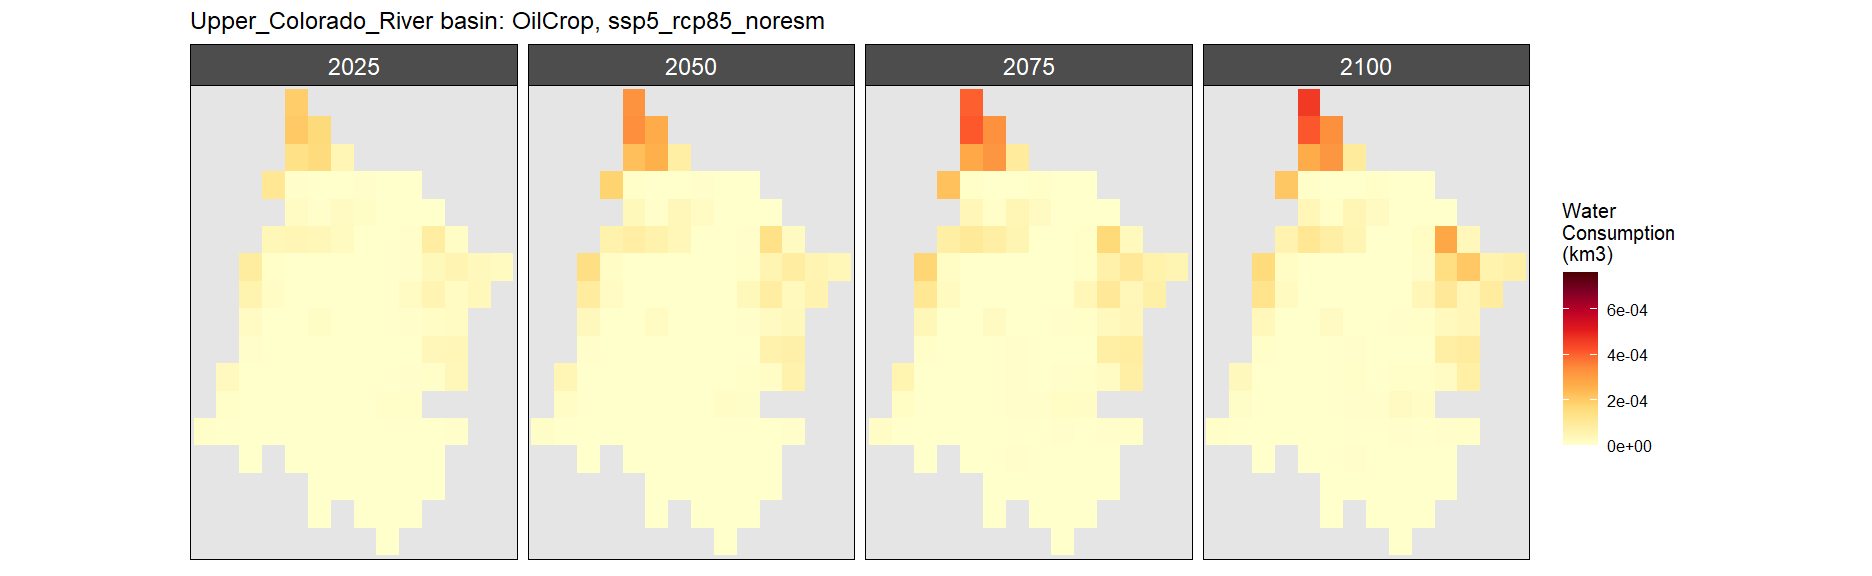 Upper_Colorado_River basin: OilCrop, ssp5_rcp85_noresm
2025
2050
2075
2100
Water
Consumption
(km3)
6e-04
4e-04
2e-04
0e+00